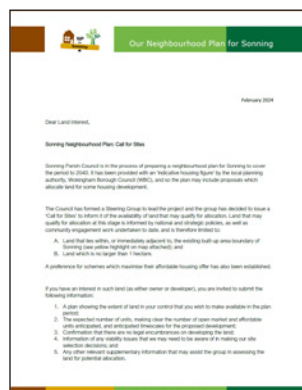 Sonning
Our Neighbourhood Plan for Sonning
February 2024
Dear Land Interest,
Sonning Neighbourhood Plan: Call for Sites
Sonning Parish Council is in the process of preparing a neighbourhood plan for Sonning to cover
the period to 2040. It has been provided with an 'indicative housing figure' by the local planning
authority, Wokingham Borough Council (WBC), and so the plan may include proposals which
allocate land for some housing development.
The Council has formed a Steering Group to lead the project and the group has decided to issue a
'Call for Sites' to inform it of the availability of land that may qualify for allocation. Land that may
qualify for allocation at this stage is informed by national and strategic policies, as well as
community engagement work undertaken to date, and is therefore limited to:
A. Land that lies within, or immediately adjacent to, the existing built up area boundary of
Sonning (see yellow highlight on map attached); and
B. Land which is no larger than 1 hectare.
A preference for schemes which maximise their affordable housing offer has also been established.
If you have an interest in such land (as either owner or developer), you are invited to submit the
following information:
1. A plan showing the extent of land in your control that you wish to make available in the plan
period;
2. The expected number of units, making clear the number of open market and affordable
units anticipated, and anticipated timescales for the proposed development;
3. Confirmation that there are no legal encumbrances on developing the land;
4. Information of any viability issues that we may need to be aware of in making our site
selection decisions; and
5. Any other relevant supplementary information that may assist the group in assessing the
land for potential allocation.